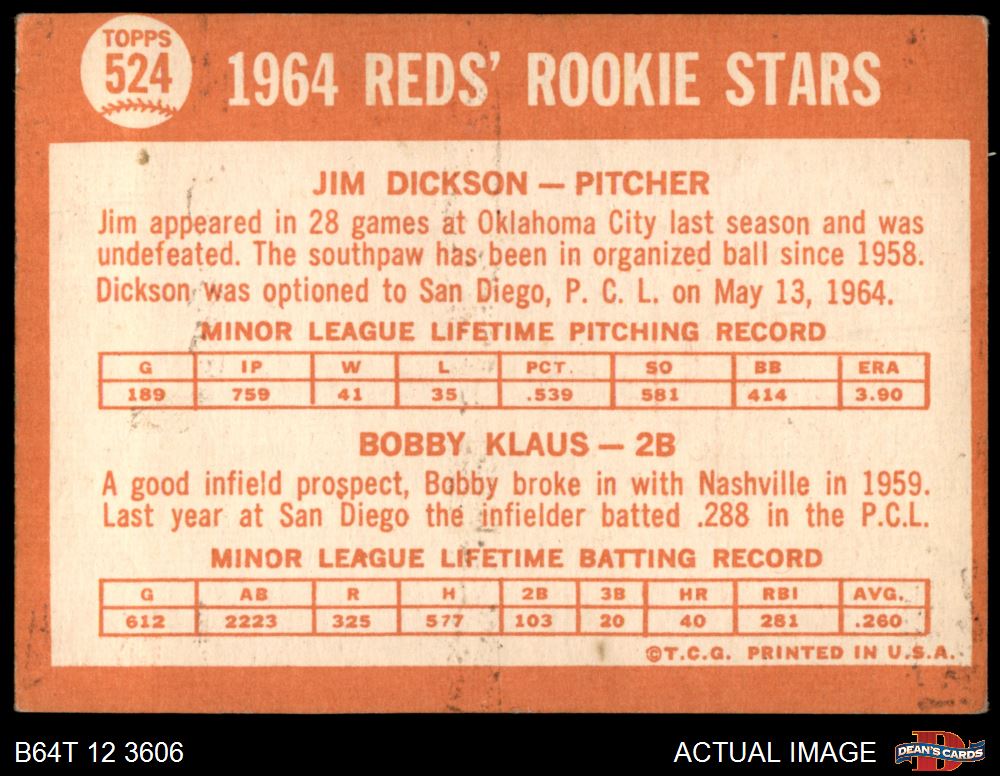 TOPPS
524
1964 REDS' ROOKIE STARS
JIM DICKSON — PITCHER
Jim appeared in 28 games at Oklahoma City last season and was
undefeated. The southpaw has been in organized ball since 1958.
Dickson was optioned to San Diego, P. C. L. on May 13, 1964.
MINOR LEAGUE LIFETIME PITCHING RECORD
G IP W L PCT. SO BB ERA
189 759 41 35 .539 581 414 3.90
BOBBY KLAUS — 2B
A good infield prospect, Bobby broke in with Nashville in 1959.
Last year at San Diego the infielder batted .288 in the P.C.L.
MINOR LEAGUE LIFETIME BATTING RECORD
G AB R H 2B 3B HR RBI AVG.
612 2223 325 577 103 20 40 281 .260
©T.C.G. PRINTED IN U.S.A.
B64T 12 3606
ACTUAL IMAGE
DEAN'S CARDS